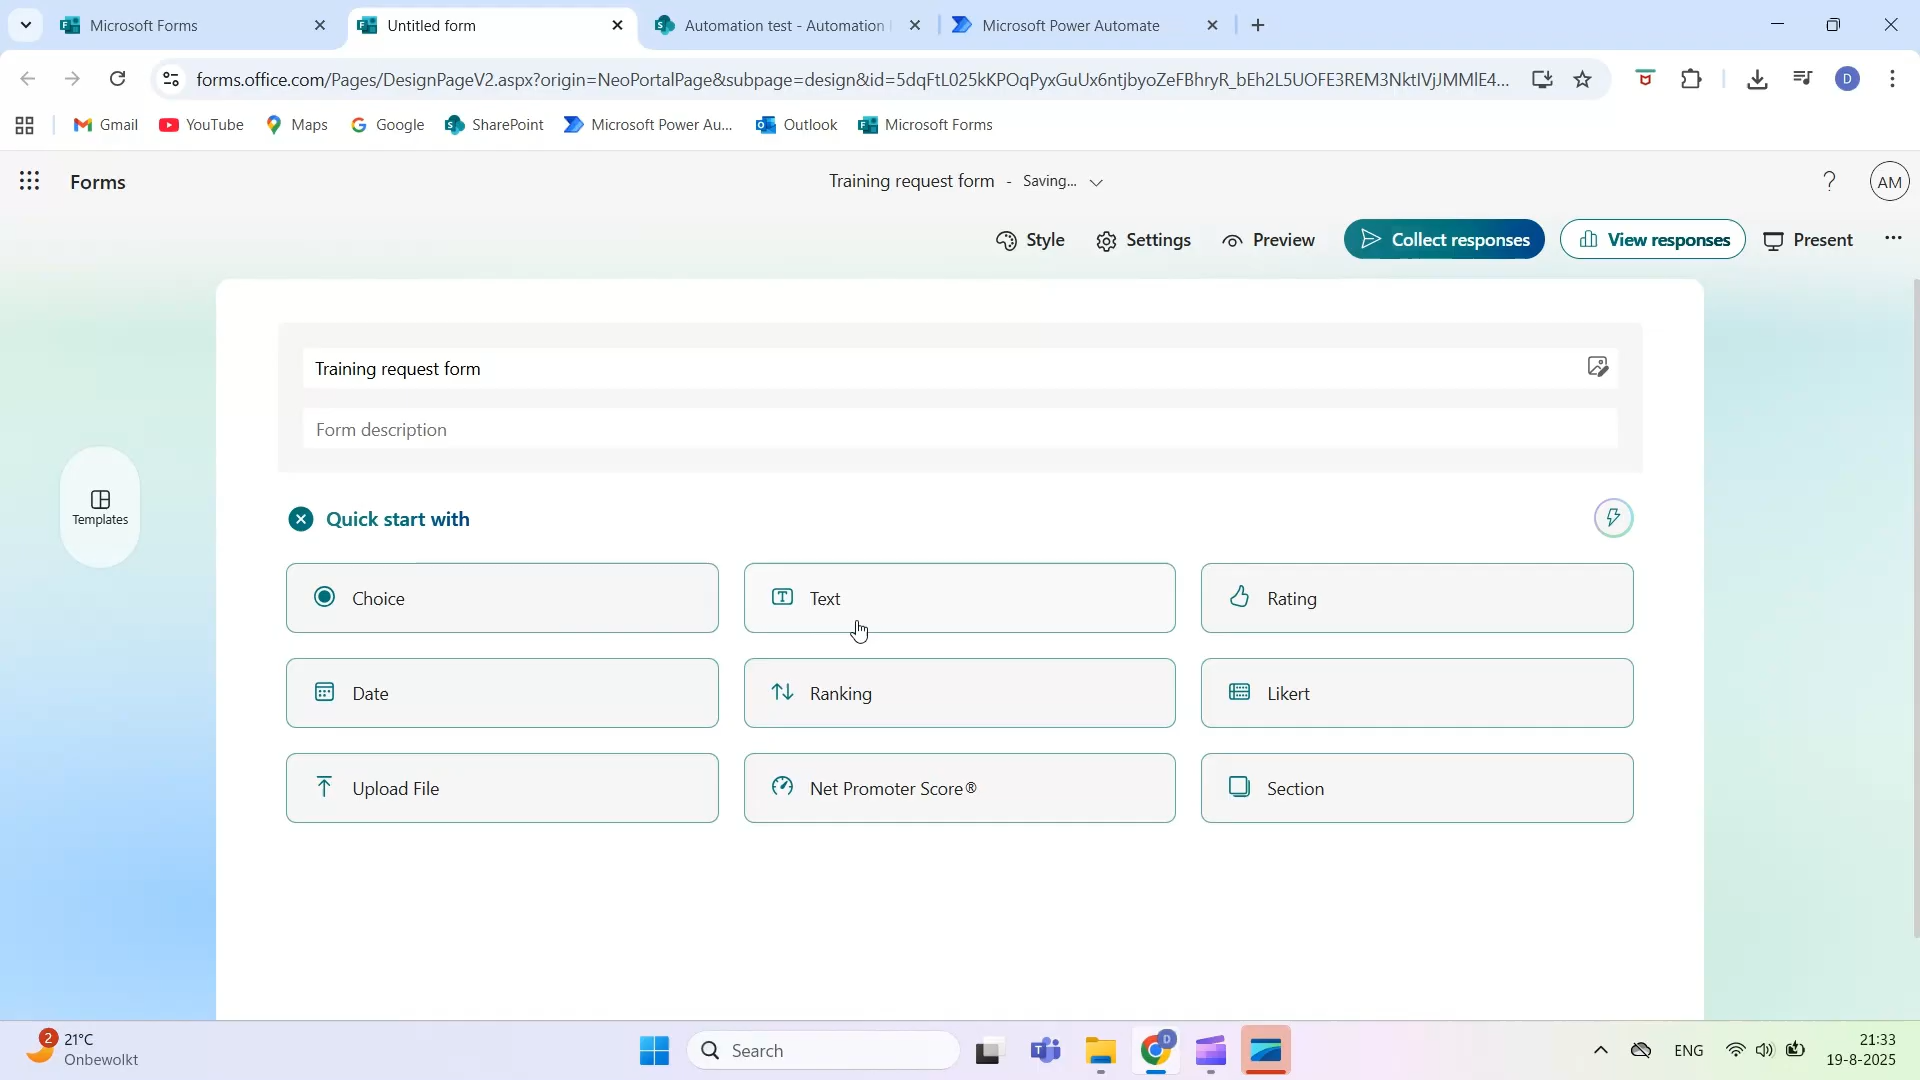 Microsoft Forms
Untitled form
Automation test - Automation
Microsoft Power Automate
forms.office.com/Pages/DesignPageV2.aspx?origin=NeoPortalPage&subpage=design&id=5dqFtL025kKPOqPyxGuUx6ntjbyoZeFBhryR_bEh2L5UOFE3REM3NktIVjJMMlE4...
D
Gmail
YouTube
Maps
Google
SharePoint
Microsoft Power Au...
Outlook
Microsoft Forms
Forms
Training request form - Saving...
?
AM
Style
Settings
Preview
Collect responses
View responses
Present
Training request form
Form description
Templates
Quick start with
Choice
Text
Rating
Date
Ranking
Likert
Upload File
Net Promoter Score®
Section
2
21°C
Onbewolkt
Search
D
ENG
21:33
19-8-2025